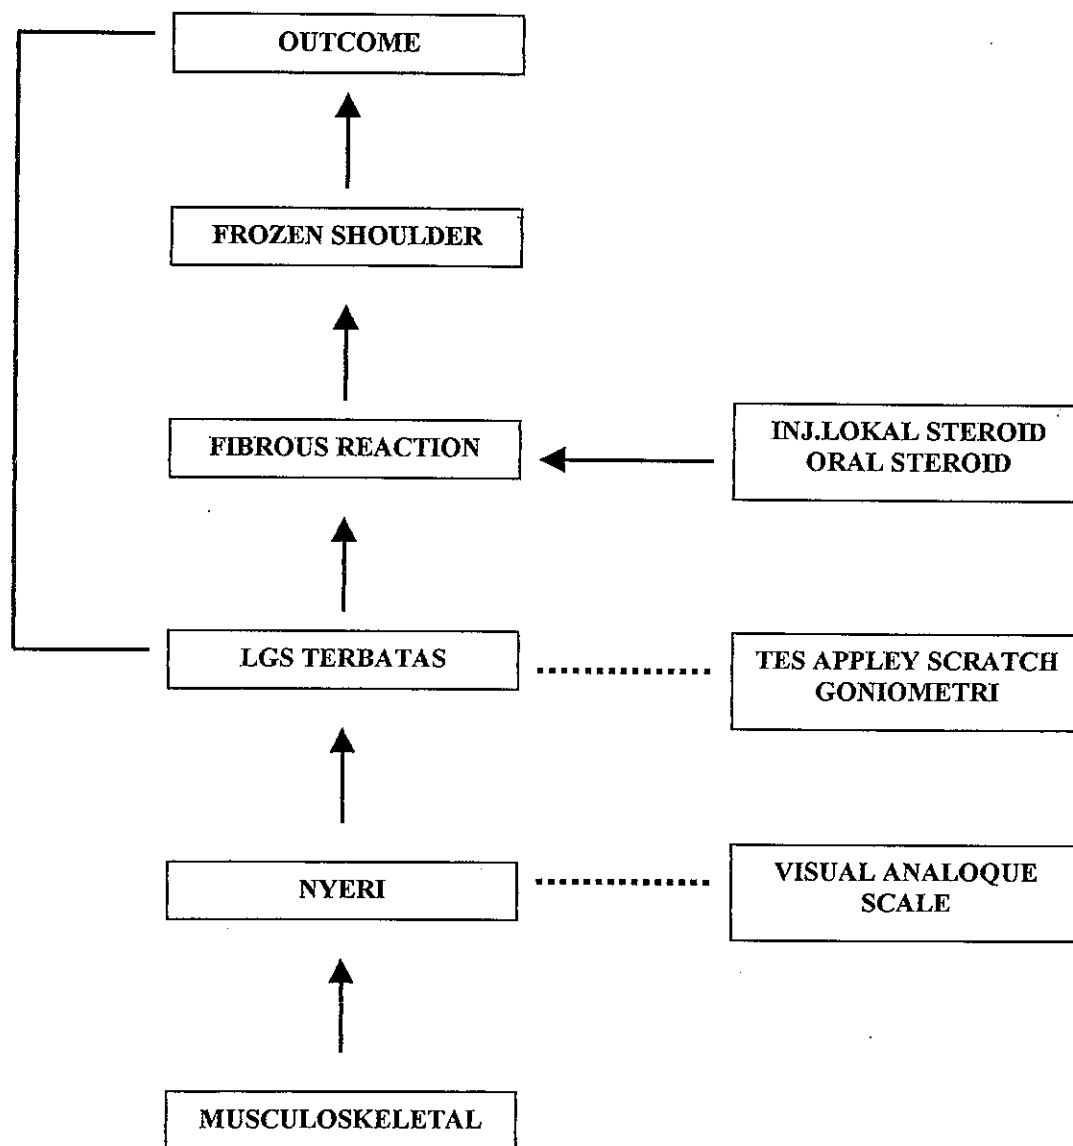 OUTCOME
FROZEN SHOULDER
FIBROUS REACTION
INJ.LOKAL STEROID
ORAL STEROID
LGS TERBATAS
TES APPLEY SCRATCH
GONIOMETRI
NYERI
VISUAL ANALOQUE
SCALE
MUSCULOSKELETAL